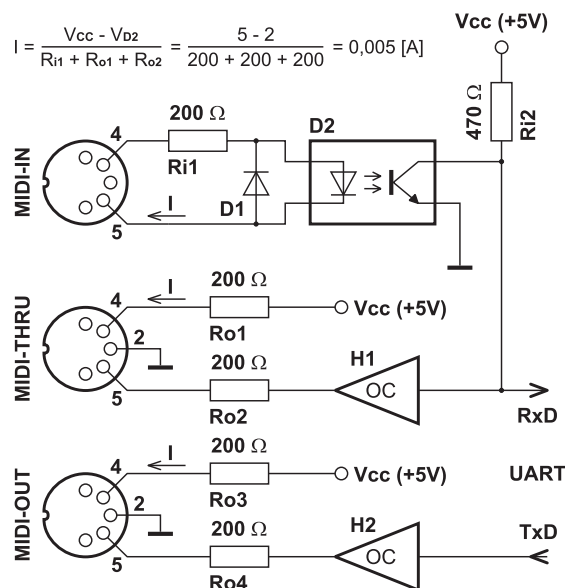 Vcc (+5V)
I = Vcc - VD2 / Ri1 + Ro1 + Ro2 = 5 - 2 / 200 + 200 + 200 = 0,005 [A]
470 Ω
Ri2
200 Ω
D2
4
Ri1
MIDI-IN
I
D1
5
200 Ω
4
I
Vcc (+5V)
Ro1
MIDI-THRU
2
200 Ω
H1
OC
5
Ro2
RxD
200 Ω
4
I
Vcc (+5V)
UART
Ro3
MIDI-OUT
2
200 Ω
H2
TxD
OC
5
Ro4